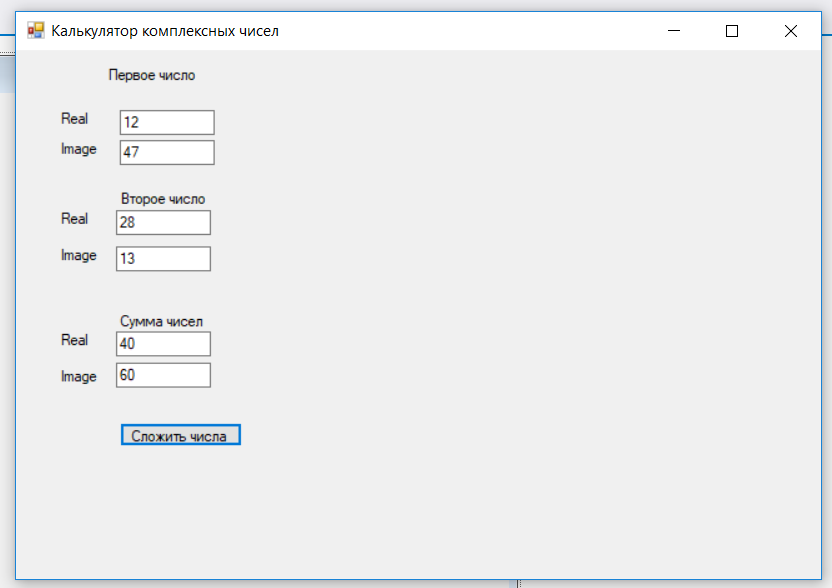 Калькулятор комплексных чисел
Первое число
Real 12
Image 47
Второе число
Real 28
Image 13
Сумма чисел
Real 40
Image 60
Сложить числа